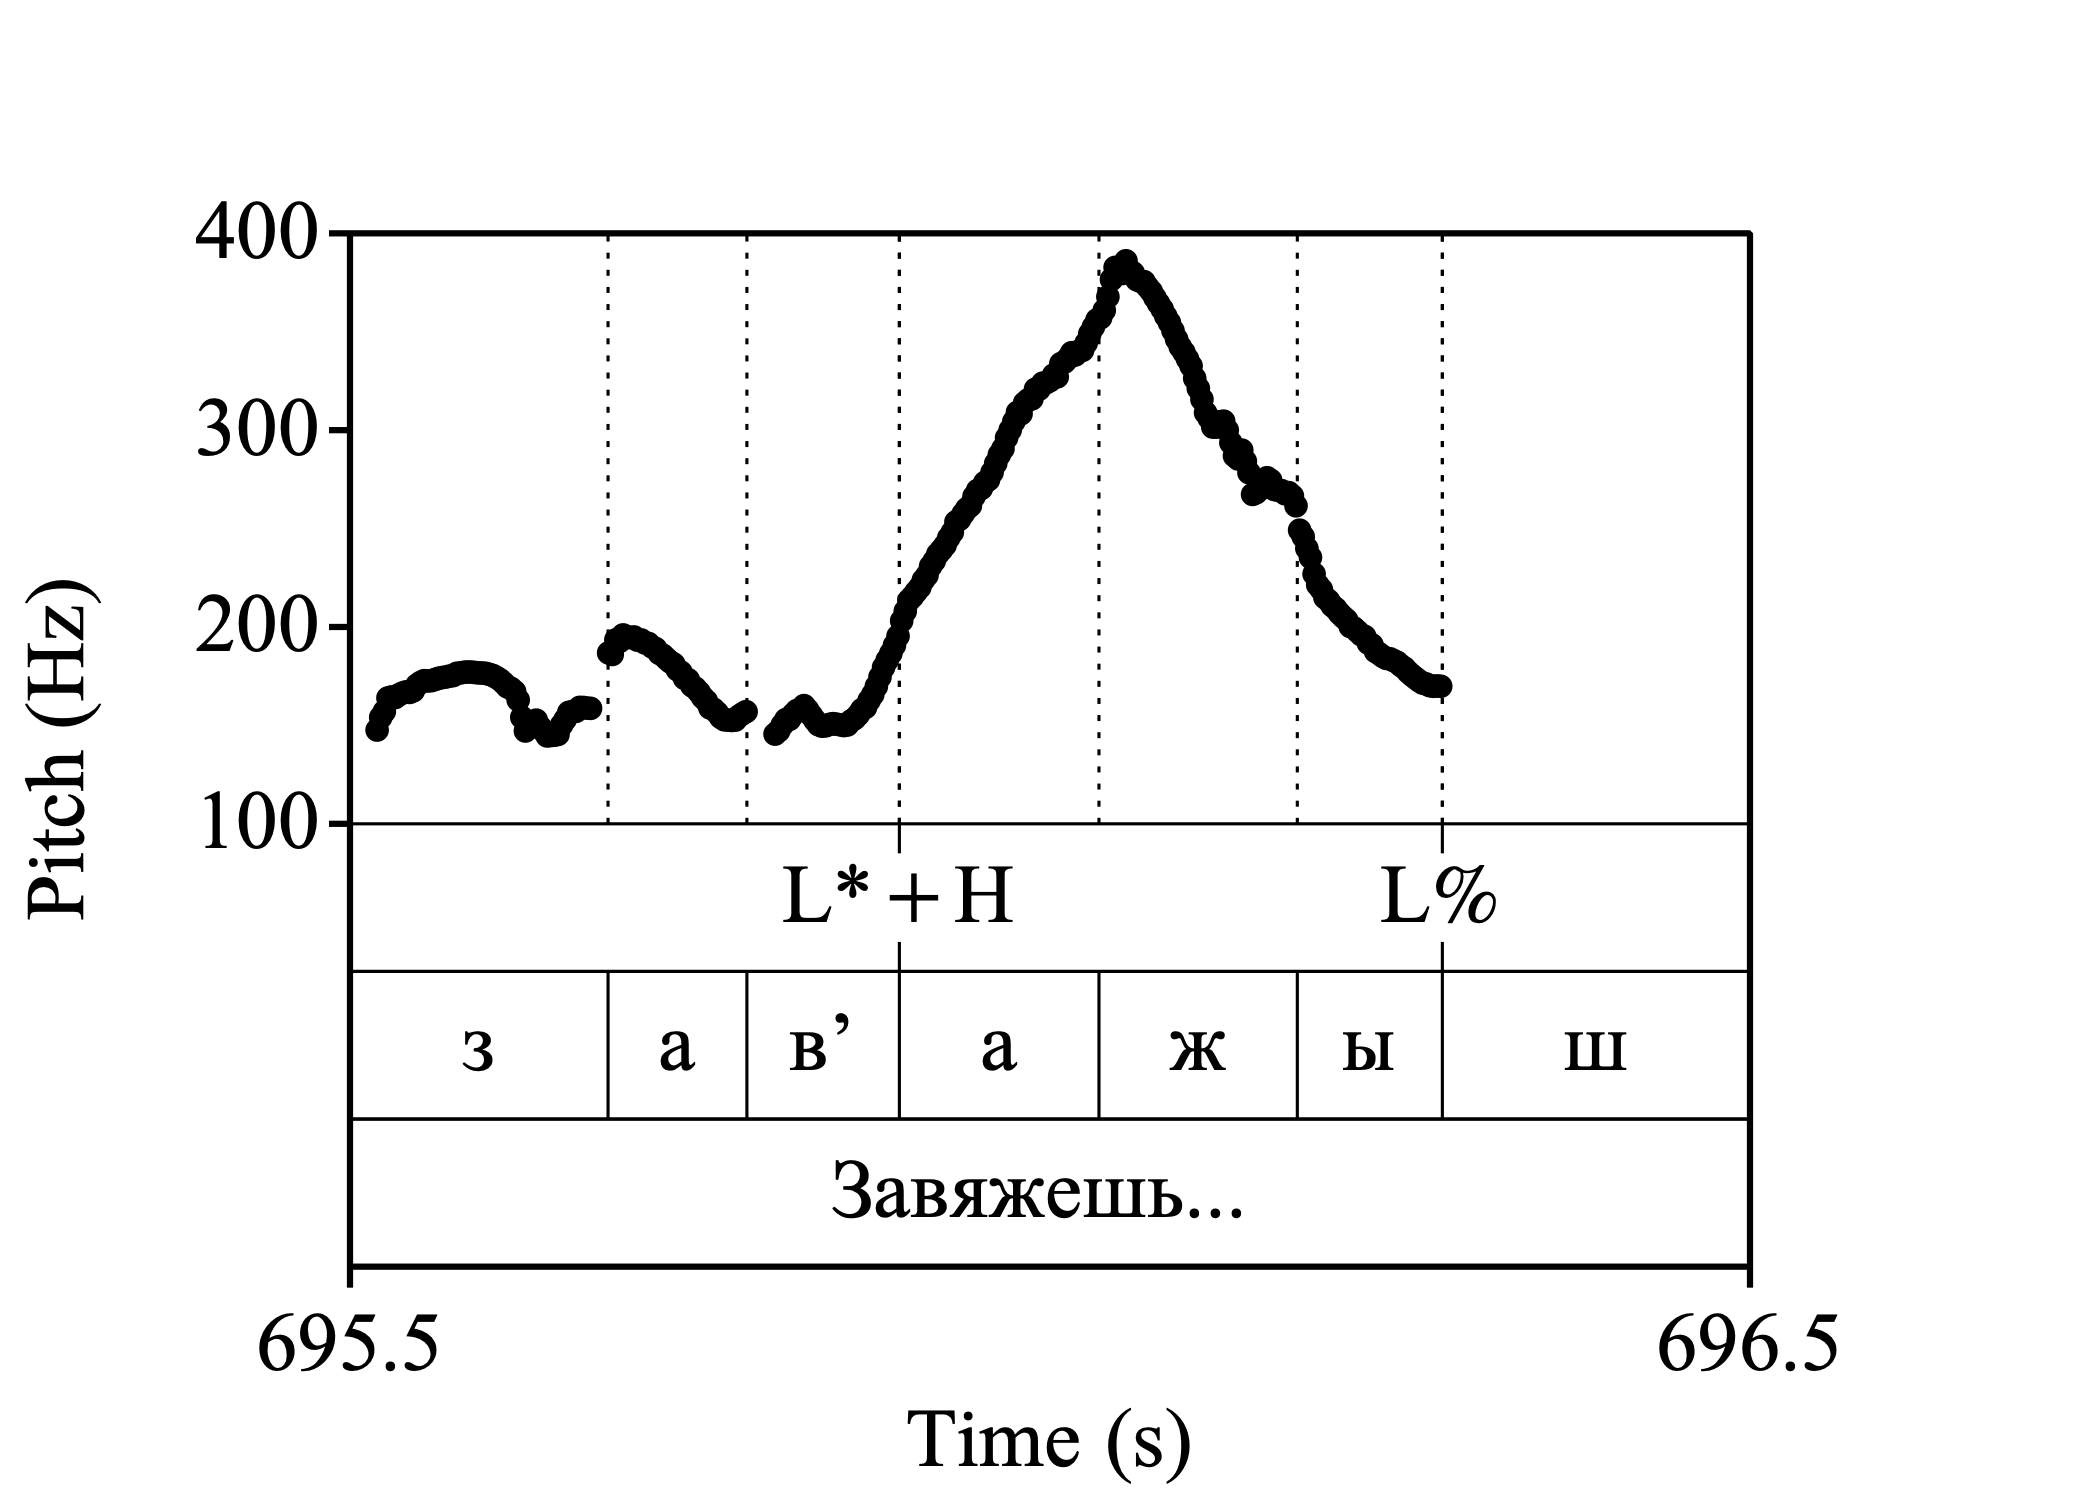 400
300
200
100
Pitch (Hz)
L*+H L%
з а в’ а ж ы ш
Завяжешь...
695.5 696.5
Time (s)